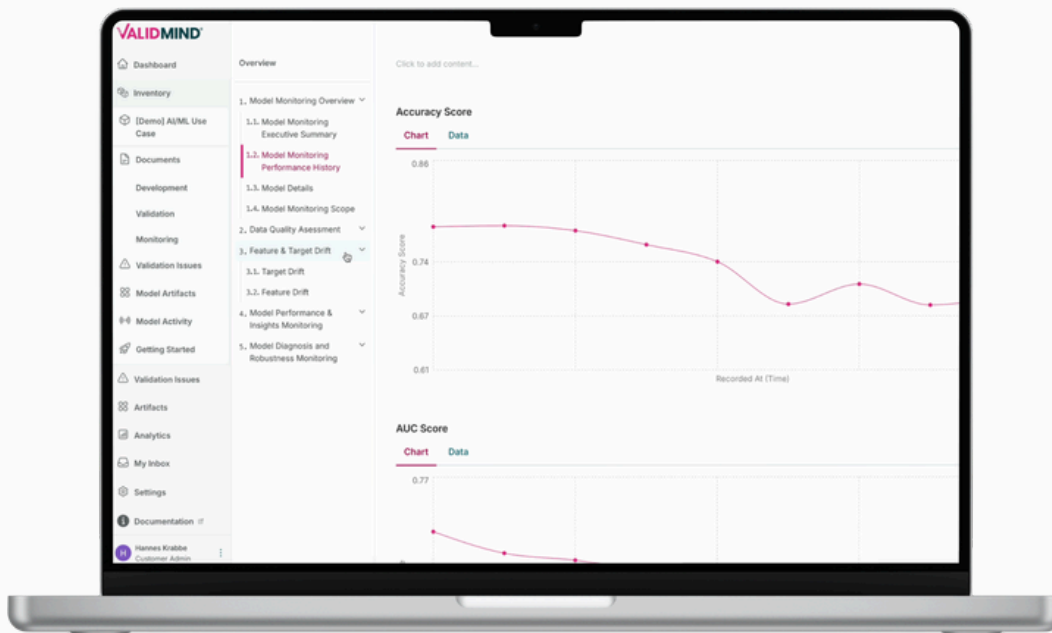 VALIDMIND
Dashboard
Inventory
[Demo] AI/ML Use
Case
Documents
Development
Validation
Monitoring
Validation Issues
Model Artifacts
Model Activity
Getting Started
Validation Issues
Artifacts
Analytics
My Inbox
Settings
Documentation
H
Hannes Krabbe
Customer Admin
Overview
1. Model Monitoring Overview
1.1. Model Monitoring
Executive Summary
1.2. Model Monitoring
Performance History
1.3. Model Details
1.4. Model Monitoring Scope
2. Data Quality Asessment
3. Feature & Target Drift
3.1. Target Drift
3.2. Feature Drift
4. Model Performance &
Insights Monitoring
5. Model Diagnosis and
Robustness Monitoring
Click to add content...
Accuracy Score
Chart Data
0.86
0.74
0.67
0.61
Accuracy Score
Recorded At (Time)
AUC Score
Chart Data
0.77